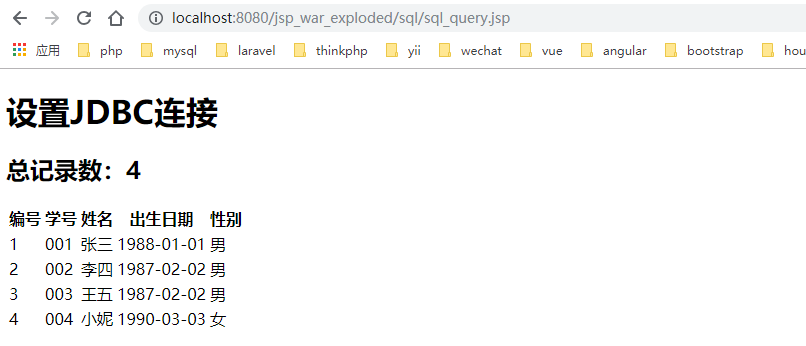 localhost:8080/jsp_war_exploded/sql/sql_query.jsp
应用 php mysql laravel thinkphp yii wechat vue angular bootstrap hou
设置JDBC连接
总记录数：4
编号 学号 姓名 出生日期 性别
1 001 张三 1988-01-01 男
2 002 李四 1987-02-02 男
3 003 王五 1987-02-02 男
4 004 小妮 1990-03-03 女